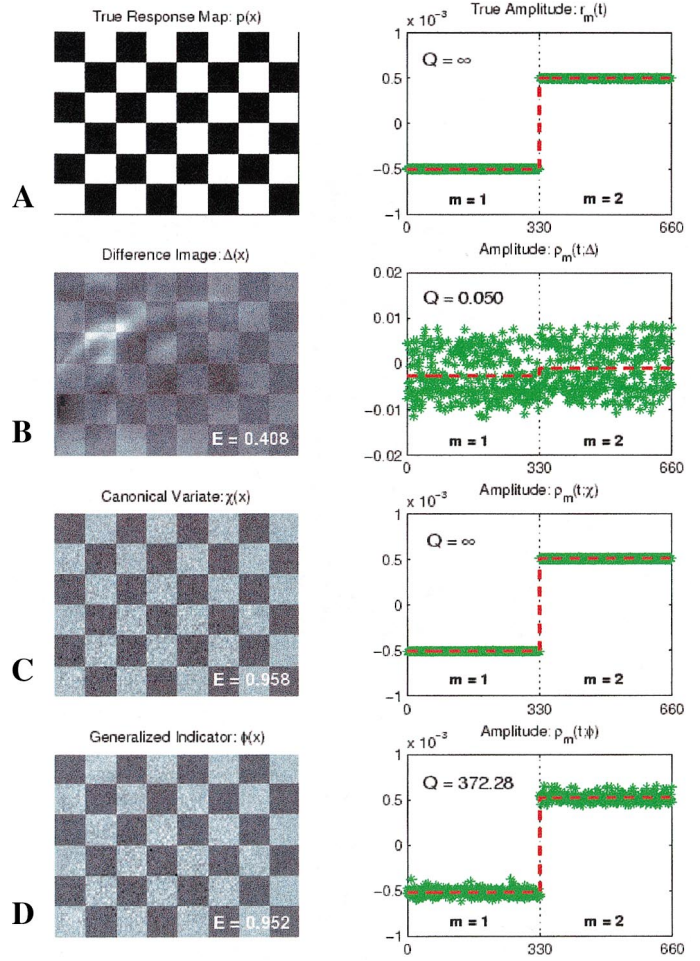 True Response Map: p(x)
True Amplitude: r_m(t)
x 10^-3
1
0.5
0
-0.5
-1
Q = ∞
m = 1
m = 2
0
330
660
A
Difference Image: Δ(x)
Amplitude: ρ_m(t;Δ)
0.02
0.01
0
-0.01
-0.02
Q = 0.050
m = 1
m = 2
0
330
660
E = 0.408
B
Canonical Variate: χ(x)
Amplitude: ρ_m(t;χ)
x 10^-3
1
0.5
0
-0.5
-1
Q = ∞
m = 1
m = 2
0
330
660
E = 0.958
C
Generalized Indicator: ϕ(x)
Amplitude: ρ_m(t;ϕ)
x 10^-3
1
0.5
0
-0.5
-1
Q = 372.28
m = 1
m = 2
0
330
660
E = 0.952
D